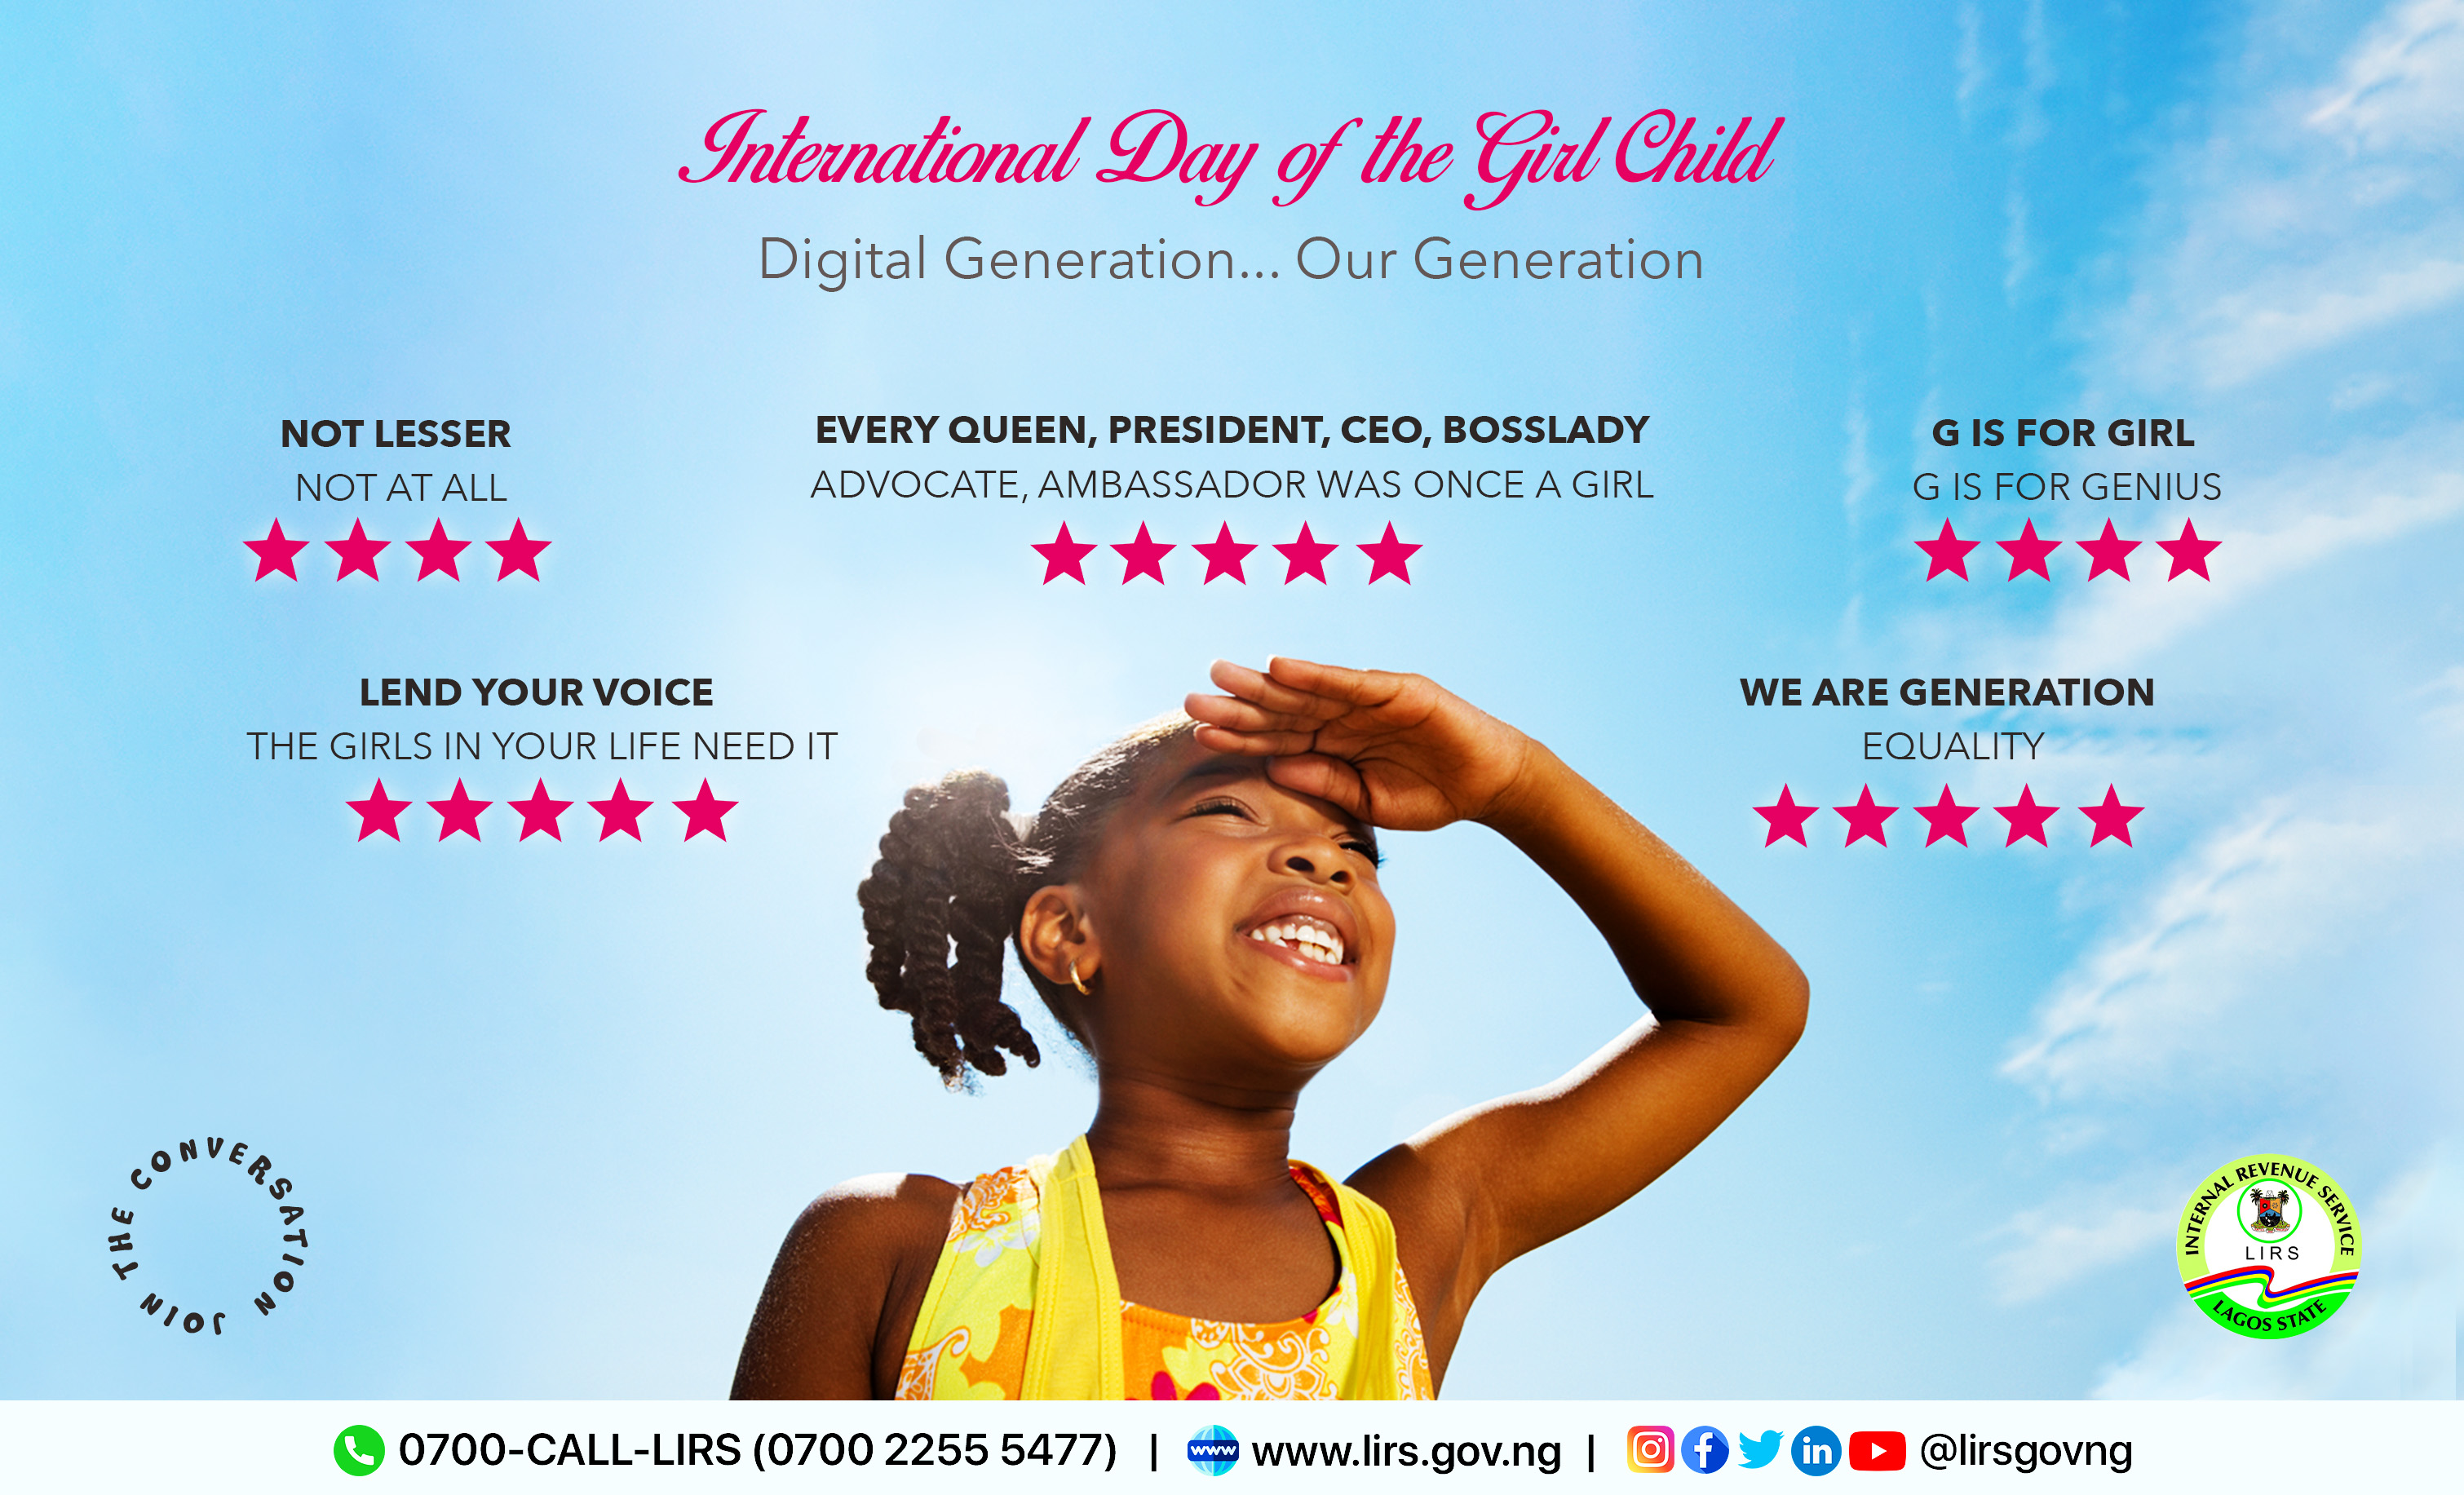 International Day of the Girl Child
Digital Generation... Our Generation
NOT LESSER
NOT AT ALL
EVERY QUEEN, PRESIDENT, CEO, BOSSLADY
ADVOCATE, AMBASSADOR WAS ONCE A GIRL
G IS FOR GIRL
G IS FOR GENIUS
LEND YOUR VOICE
THE GIRLS IN YOUR LIFE NEED IT
WE ARE GENERATION
EQUALITY
JOIN THE CONVERSATION
INTERNAL REVENUE SERVICE
LIRS
LAGOS STATE
0700-CALL-LIRS (0700 2255 5477) | www www.lirs.gov.ng | in @lirsgovng